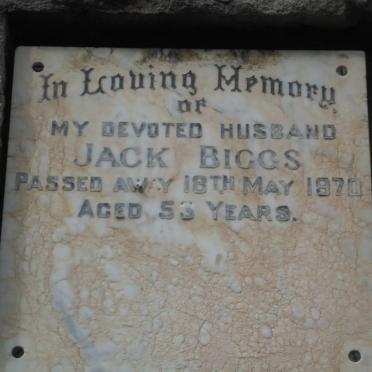 In Loving Memory
OF
MY DEVOTED HUSBAND
JACK BIGGS
PASSED AWAY 18TH MAY 1970
AGED 53 YEARS.